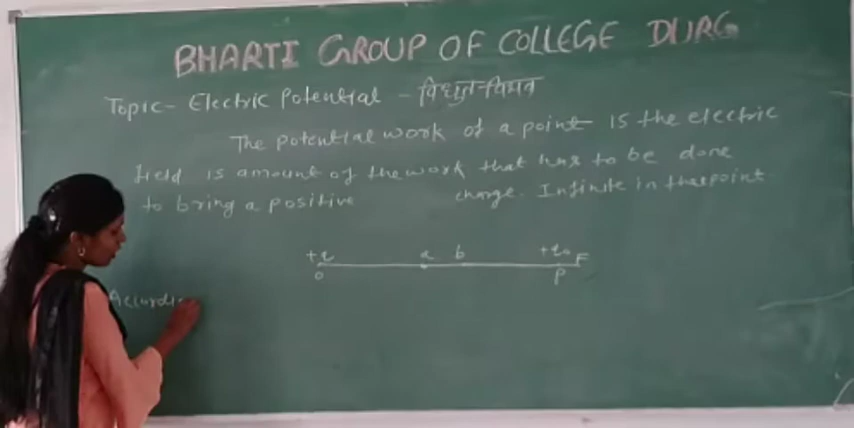 BHARTI GROUP OF COLLEGE DURG
Topic - Electric Potential - विद्युत-विभव
The potential work of a point is the electric
field is amount of the work that has to be done
to bring a positive charge. Infinite in the point
+q a b +q₀ F
O P
Accordi